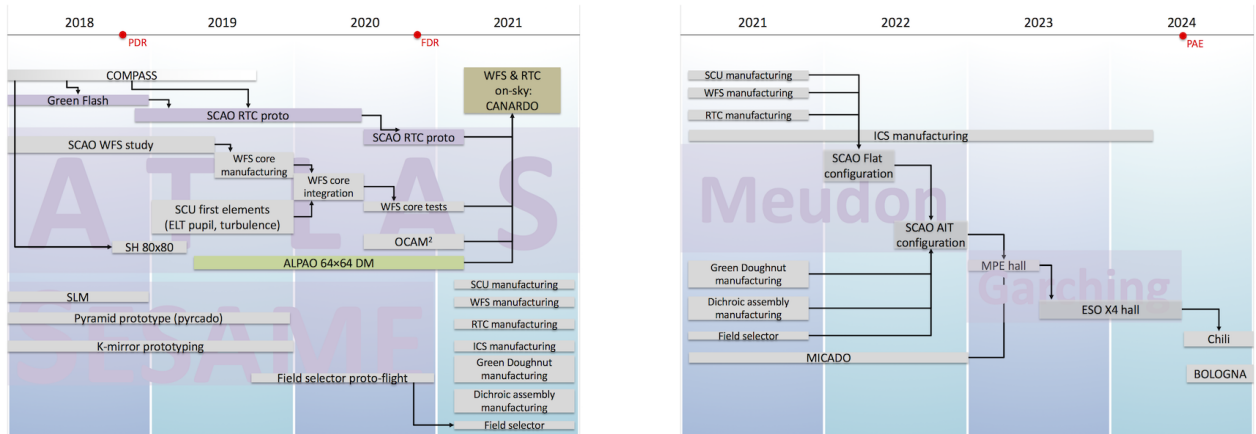 2018 2019 2020 2021
PDR FDR
COMPASS
Green Flash
SCAO RTC proto
SCAO RTC proto
WFS & RTC
on-sky:
CANARDO
ATLAS
SCAO WFS study
WFS core
manufacturing
WFS core
integration
WFS core tests
SCU first elements
(ELT pupil, turbulence)
SH 80x80
OCAM²
ALPAO 64×64 DM
SESAME
SLM
Pyramid prototype (pyrcado)
K-mirror prototyping
Field selector proto-flight
SCU manufacturing
WFS manufacturing
RTC manufacturing
ICS manufacturing
Green Doughnut
manufacturing
Dichroic assembly
manufacturing
Field selector
2021 2022 2023 2024
PAE
SCU manufacturing
WFS manufacturing
RTC manufacturing
ICS manufacturing
SCAO Flat
configuration
Meudon
SCAO AIT
configuration
Green Doughnut
manufacturing
Dichroic assembly
manufacturing
Field selector
MICADO
MPE hall
Garching
ESO X4 hall
Chili
BOLOGNA